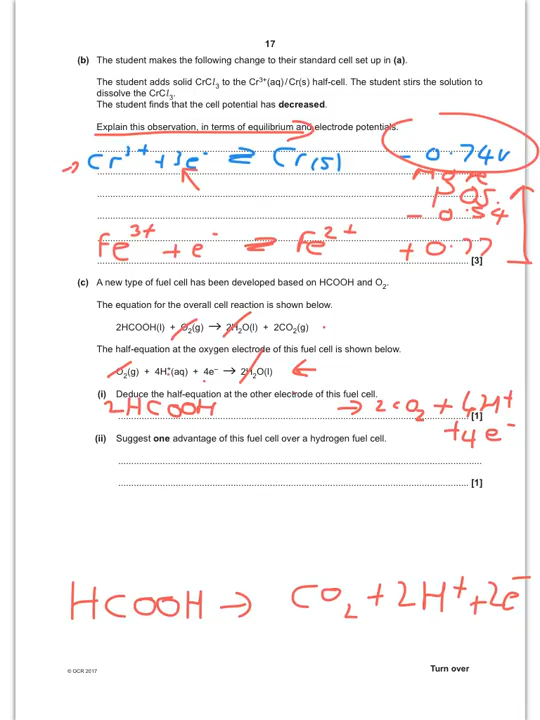 17
(b) The student makes the following change to their standard cell set up in (a).
The student adds solid CrCl₃ to the Cr³⁺(aq)/Cr(s) half-cell. The student stirs the solution to
dissolve the CrCl₃.
The student finds that the cell potential has decreased.
Explain this observation, in terms of equilibrium and electrode potentials.
→ Cr³⁺ + 3e⁻ ⇌ Cr(s) - 0.74V
more
pos.
- 0.54
Fe³⁺ + e⁻ ⇌ Fe²⁺ + 0.77
[3]
(c) A new type of fuel cell has been developed based on HCOOH and O₂.
The equation for the overall cell reaction is shown below.
2HCOOH(l) + O₂(g) → 2H₂O(l) + 2CO₂(g)
The half-equation at the oxygen electrode of this fuel cell is shown below.
O₂(g) + 4H⁺(aq) + 4e⁻ → 2H₂O(l) ←
(i) Deduce the half-equation at the other electrode of this fuel cell.
2HCOOH → 2CO₂ + 4H⁺
[1]
+4e⁻
(ii) Suggest one advantage of this fuel cell over a hydrogen fuel cell.
[1]
HCOOH → CO₂ + 2H⁺ + 2e⁻
© OCR 2017 Turn over